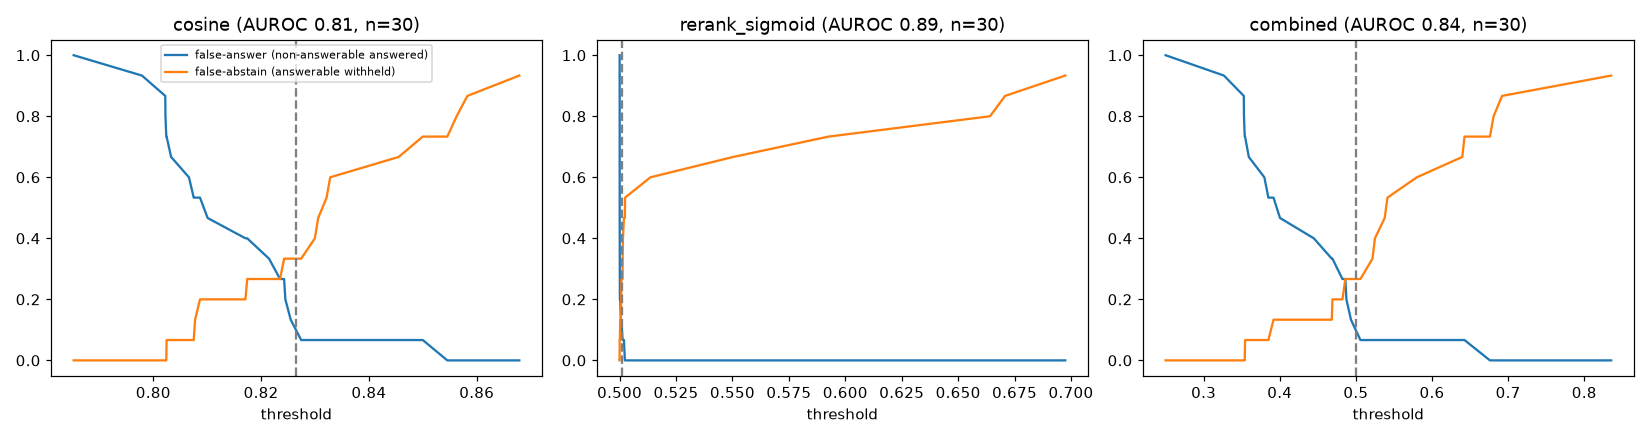 cosine (AUROC 0.81, n=30)
1.0
0.8
0.6
0.4
0.2
0.0
false-answer (non-answerable answered)
false-abstain (answerable withheld)
0.80 0.82 0.84 0.86
threshold
rerank_sigmoid (AUROC 0.89, n=30)
1.0
0.8
0.6
0.4
0.2
0.0
0.500 0.525 0.550 0.575 0.600 0.625 0.650 0.675 0.700
threshold
combined (AUROC 0.84, n=30)
1.0
0.8
0.6
0.4
0.2
0.0
0.3 0.4 0.5 0.6 0.7 0.8
threshold